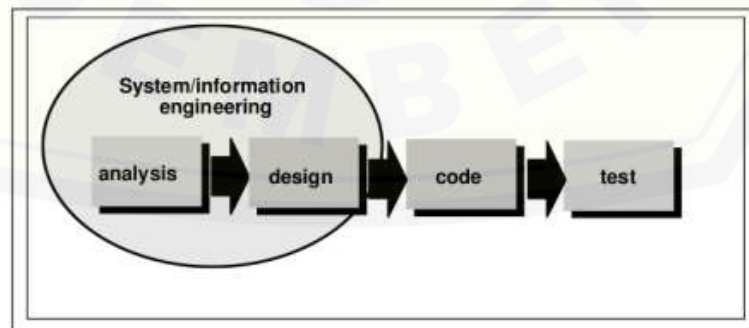 System/information
engineering
analysis
design
code
test